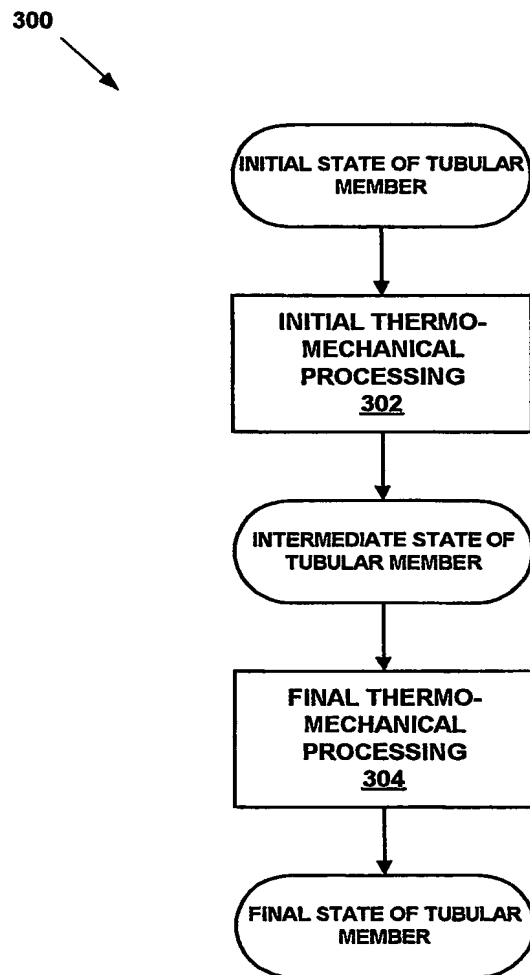 300
INITIAL STATE OF TUBULAR
MEMBER
INITIAL THERMO-
MECHANICAL
PROCESSING
302
INTERMEDIATE STATE OF
TUBULAR MEMBER
FINAL THERMO-
MECHANICAL
PROCESSING
304
FINAL STATE OF TUBULAR
MEMBER